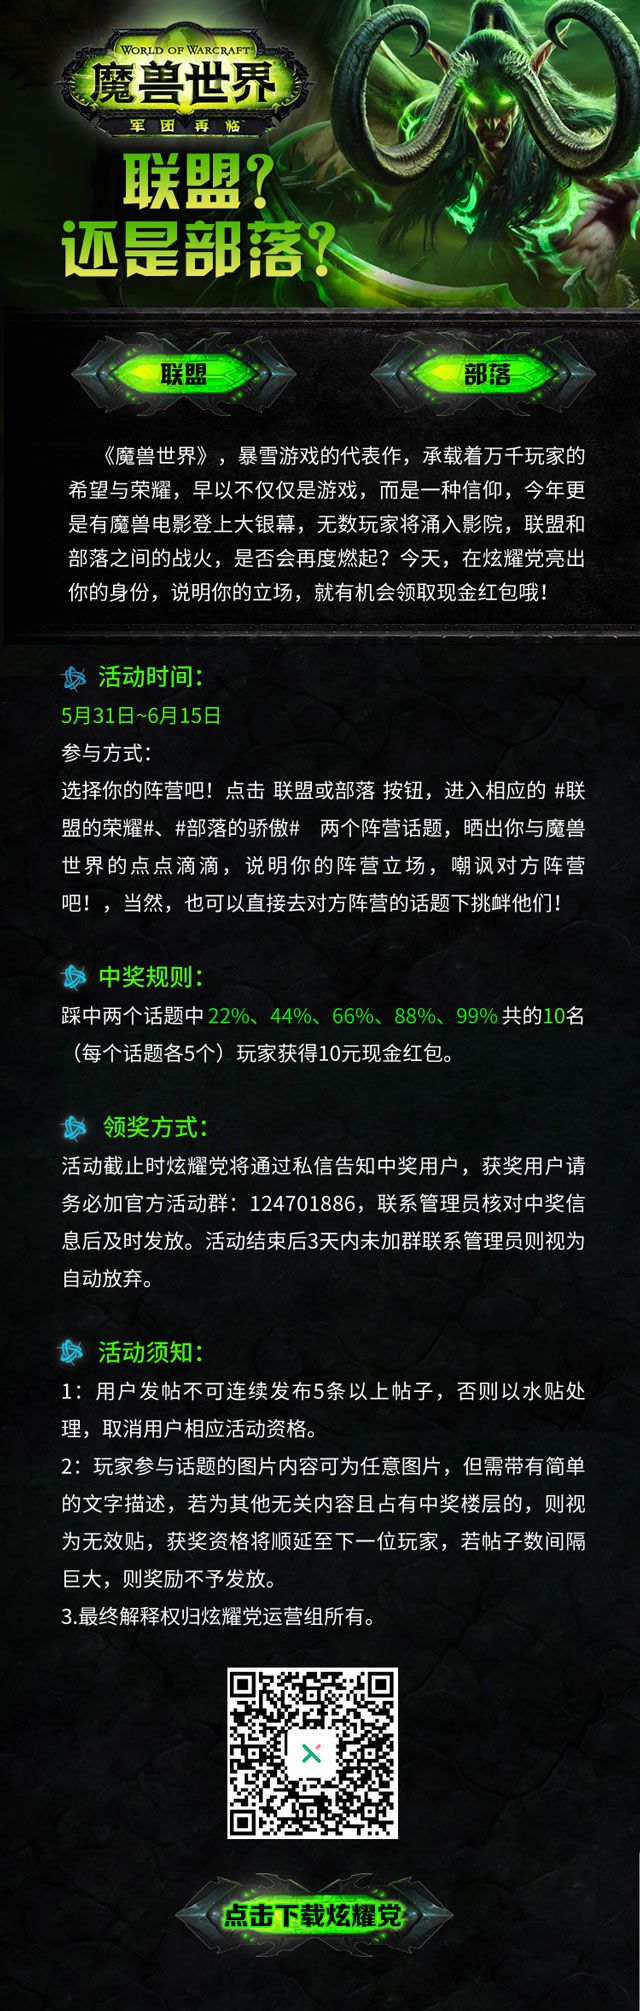 WORLD OF WARCRAFT
魔兽世界
军团再临
联盟？
还是部落？
联盟
部落
《魔兽世界》，暴雪游戏的代表作，承载着万千玩家的
希望与荣耀，早以不仅仅是游戏，而是一种信仰，今年更
是有魔兽电影登上大银幕，无数玩家将涌入影院，联盟和
部落之间的战火，是否会再度燃起？今天，在炫耀党亮出
你的身份，说明你的立场，就有机会领取现金红包哦！
活动时间：
5月31日~6月15日
参与方式：
选择你的阵营吧！点击 联盟或部落 按钮，进入相应的 #联
盟的荣耀#、#部落的骄傲# 两个阵营话题，晒出你与魔兽
世界的点点滴滴，说明你的阵营立场，嘲讽对方阵营
吧！，当然，也可以直接去对方阵营的话题下挑衅他们！
中奖规则：
踩中两个话题中 22%、44%、66%、88%、99% 共的10名
（每个话题各5个）玩家获得10元现金红包。
领奖方式：
活动截止时炫耀党将通过私信告知中奖用户，获奖用户请
务必加官方活动群：124701886，联系管理员核对中奖信
息后及时发放。活动结束后3天内未加群联系管理员则视为
自动放弃。
活动须知：
1：用户发帖不可连续发布5条以上帖子，否则以水贴处
理，取消用户相应活动资格。
2：玩家参与话题的图片内容可为任意图片，但需带有简单
的文字描述，若为其他无关内容且占有中奖楼层的，则视
为无效贴，获奖资格将顺延至下一位玩家，若帖子数间隔
巨大，则奖励不予发放。
3.最终解释权归炫耀党运营组所有。
点击下载炫耀党